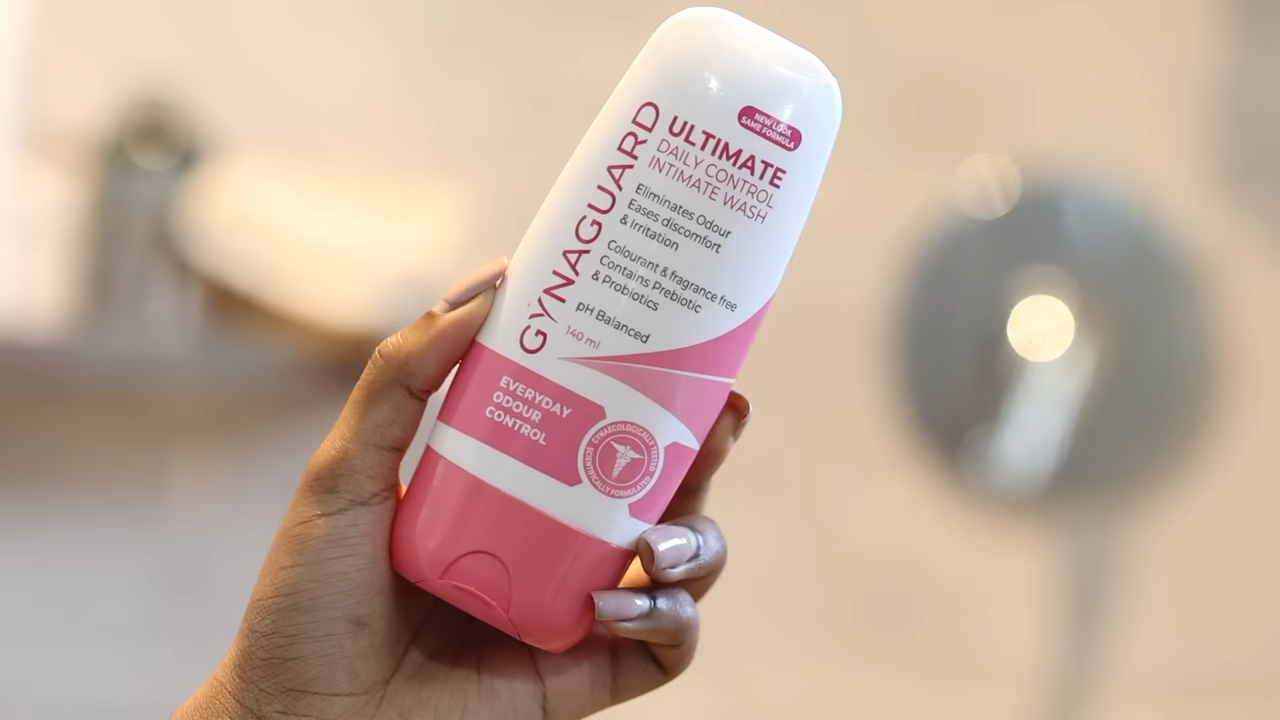 GYNAGUARD
NEW LOOK
SAME FORMULA
ULTIMATE
DAILY CONTROL
INTIMATE WASH
Eliminates Odour
Eases discomfort
& Irritation
Colourant & fragrance free
Contains Prebiotic
& Probiotics
pH Balanced
140 ml
EVERYDAY
ODOUR
CONTROL
GYNAECOLOGICALLY TESTED
SCIENTIFICALLY FORMULATED